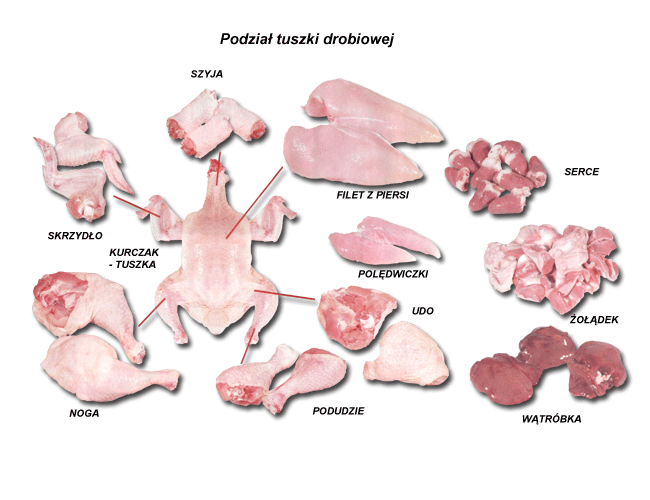 Podział tuszki drobiowej
SZYJA
SERCE
FILET Z PIERSI
SKRZYDŁO
KURCZAK
- TUSZKA
POLĘDWICZKI
UDO
ŻOŁĄDEK
NOGA
PODUDZIE
WĄTRÓBKA